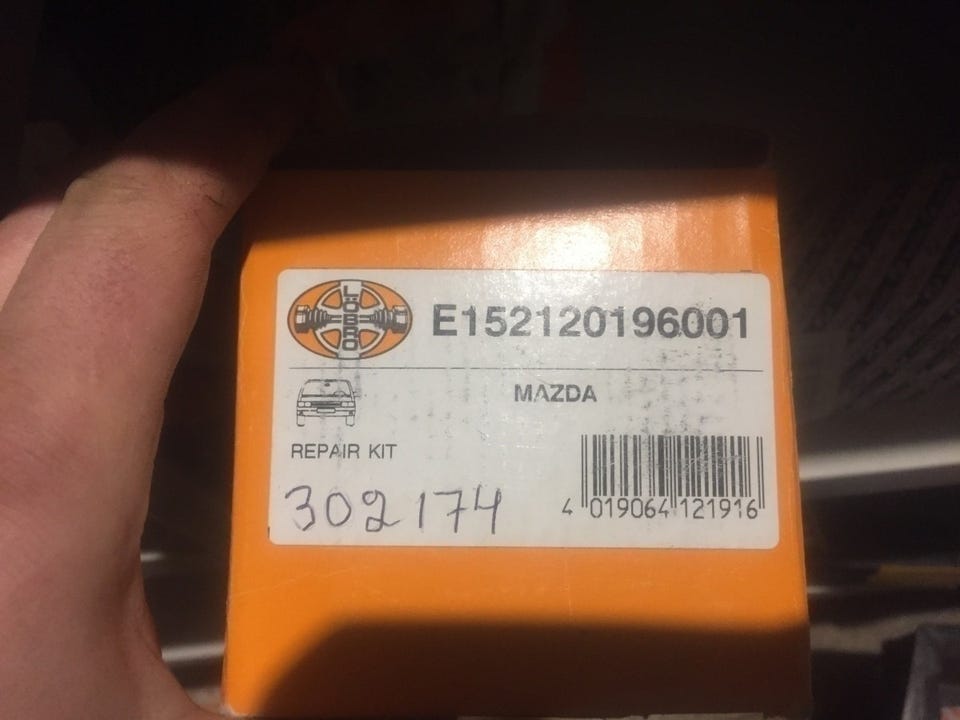 LÖBRO
E152120196001
MAZDA
REPAIR KIT
302174
4 019064 121916